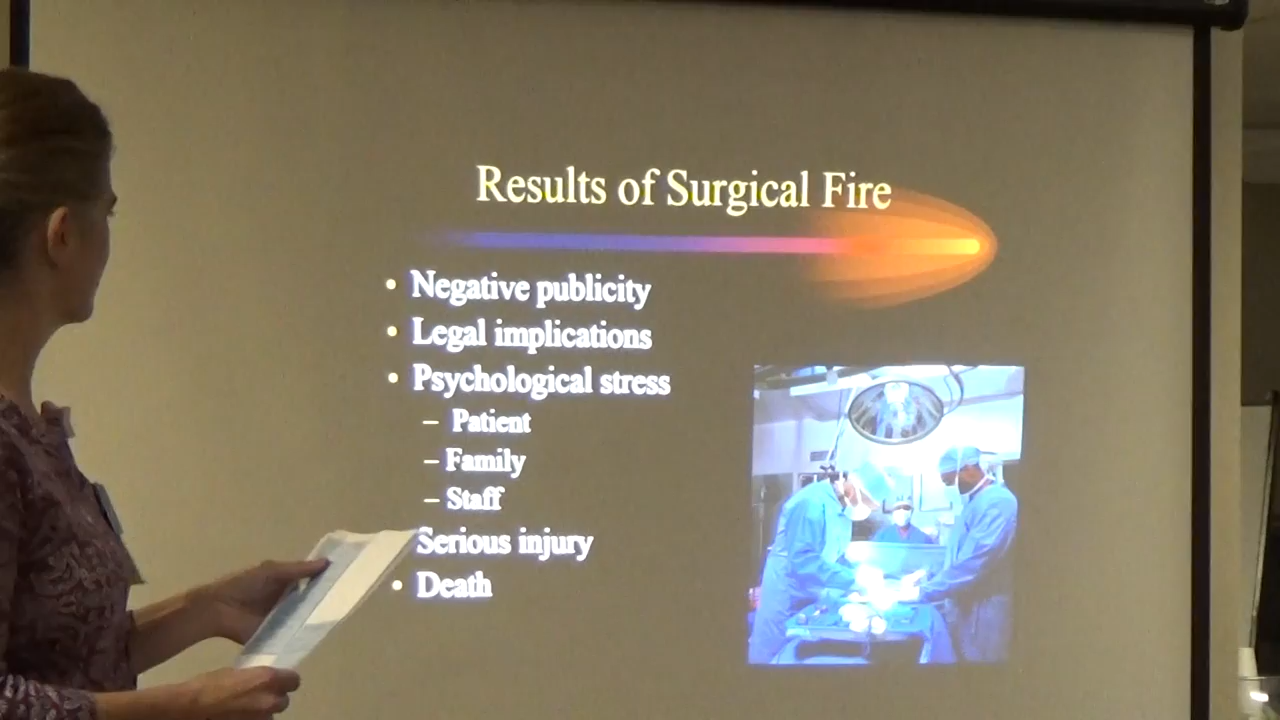 Results of Surgical Fire
• Negative publicity
• Legal implications
• Psychological stress
– Patient
– Family
– Staff
Serious injury
• Death